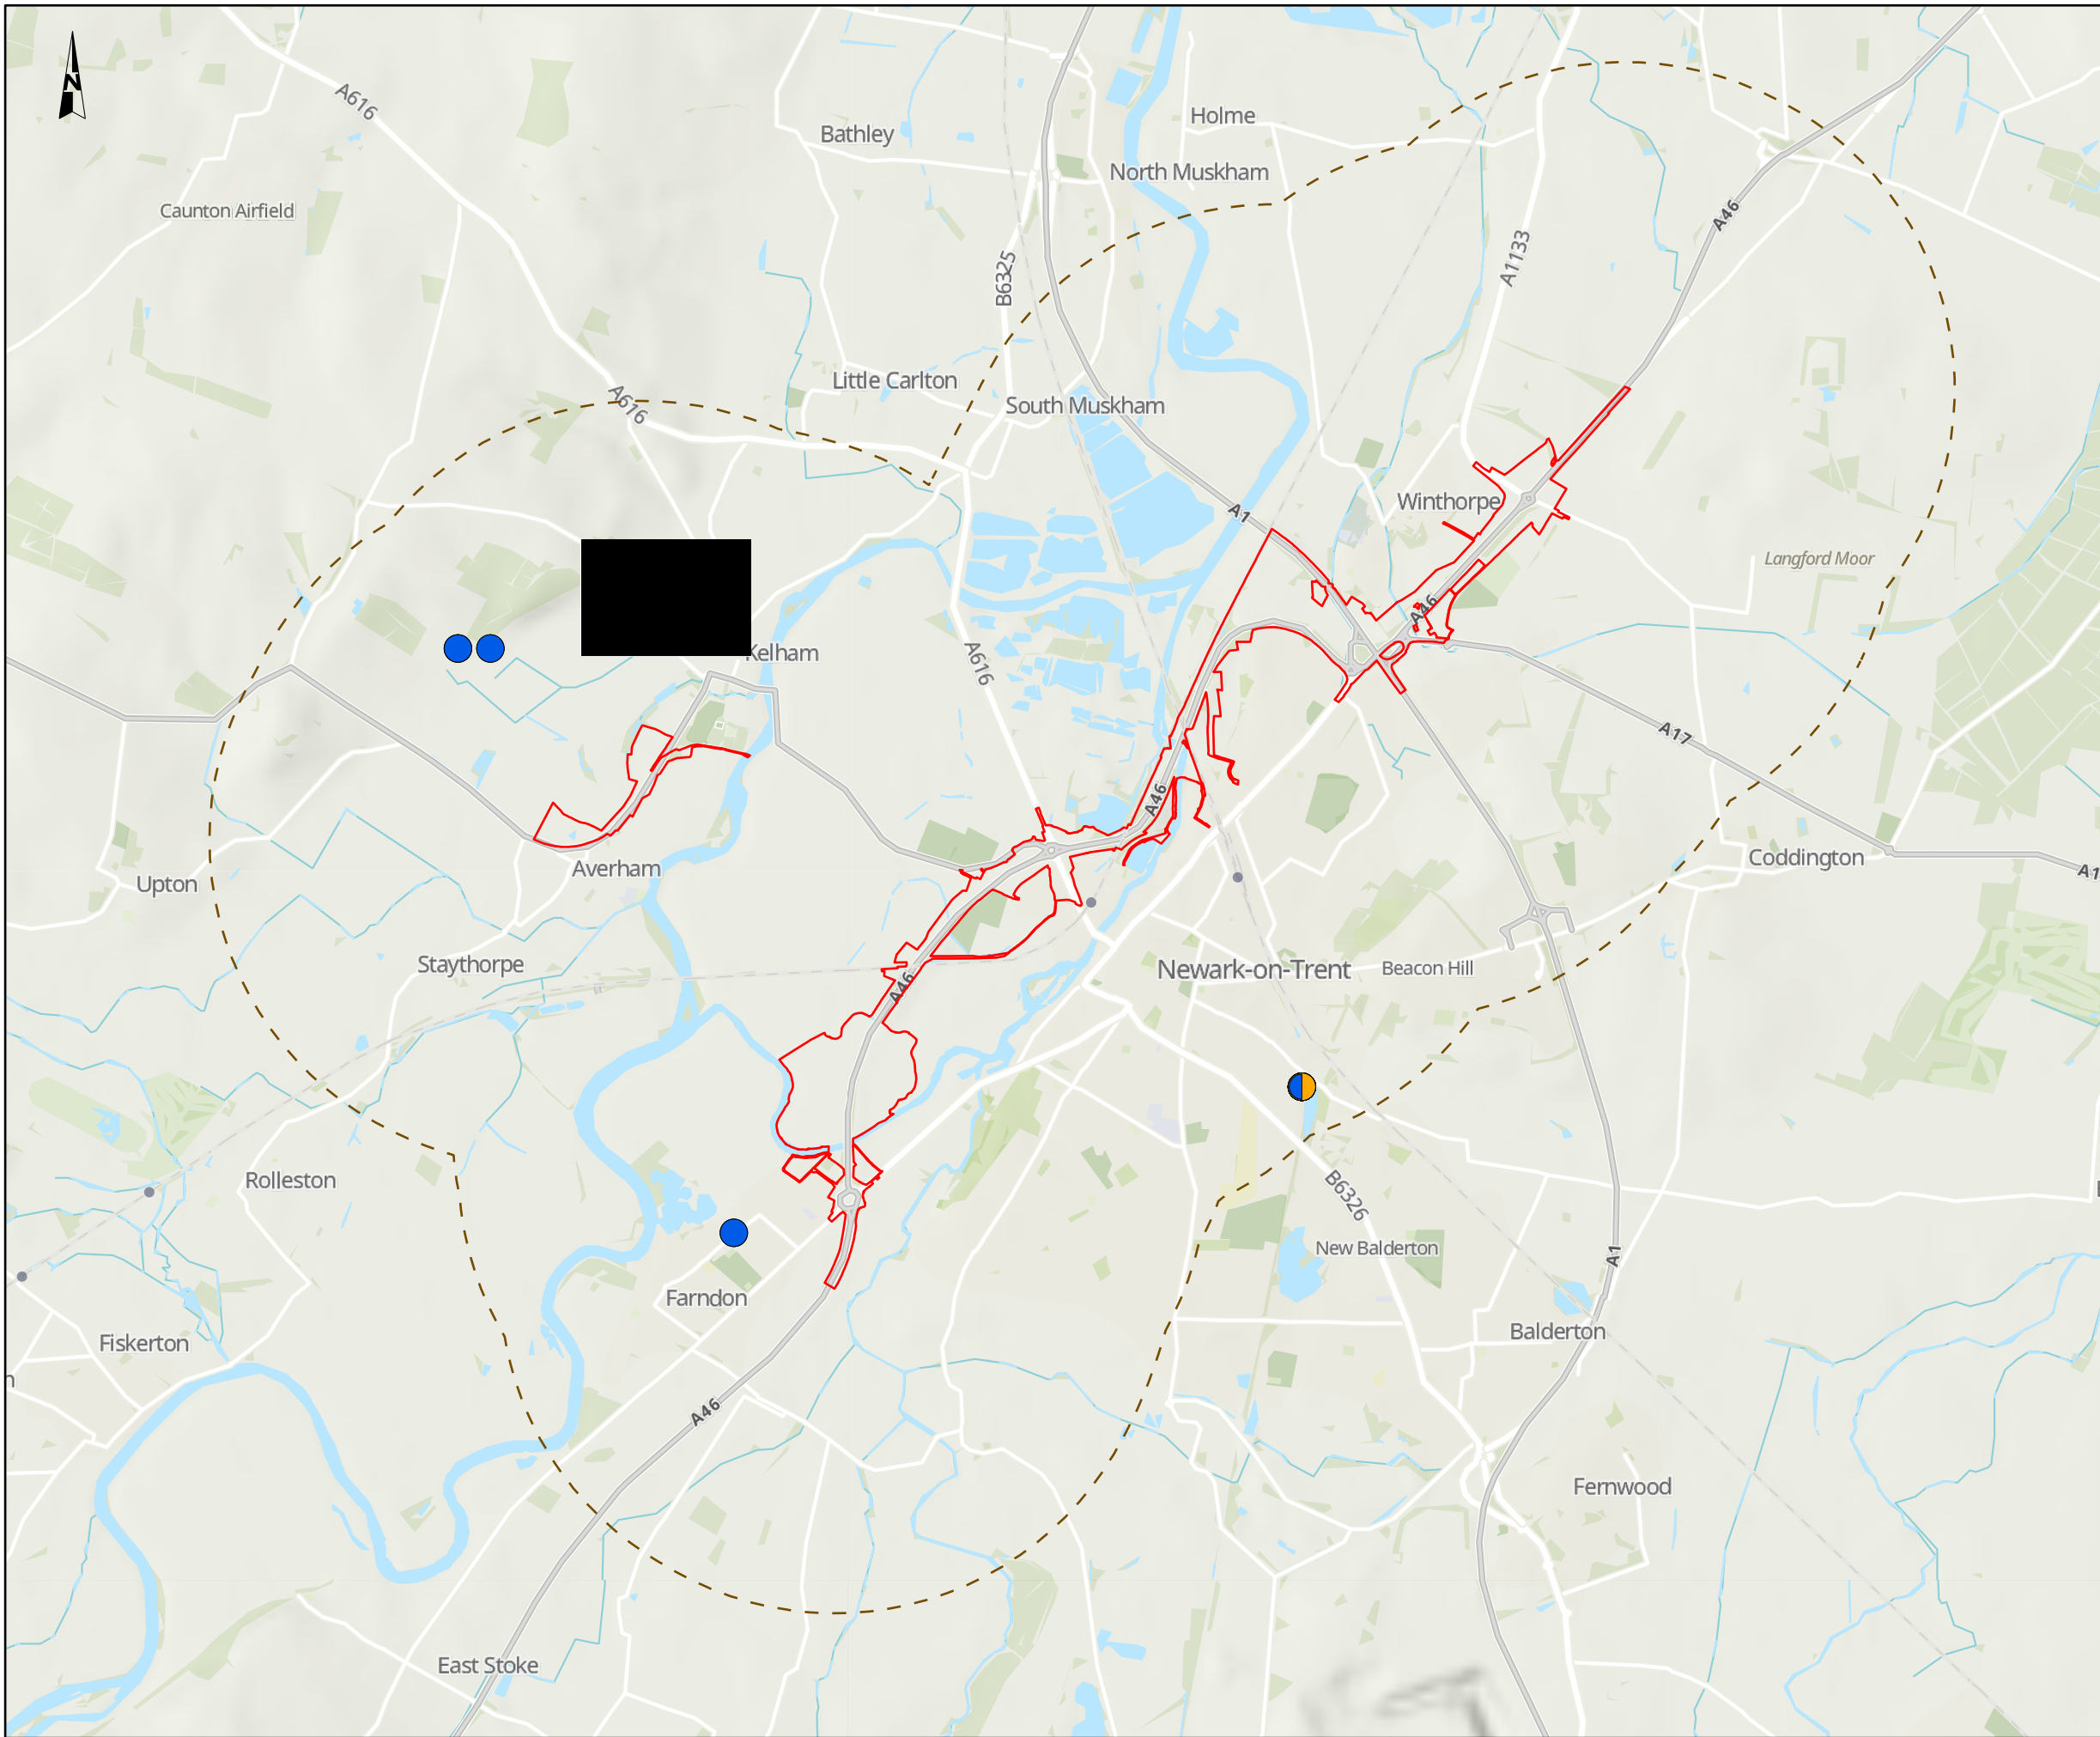 N
A616
Bathley
Holme
North Muskham
Caunton Airfield
A46
A1133
B6325
Little Carlton
A616
South Muskham
A1
Winthorpe
Langford Moor
A46
Kelham
A616
A17
A46
Coddington
A1
Averham
Upton
Staythorpe
Newark-on-Trent
Beacon Hill
A46
Rolleston
B6326
New Balderton
A1
Farndon
Balderton
Fiskerton
n
A46
Fernwood
East Stoke